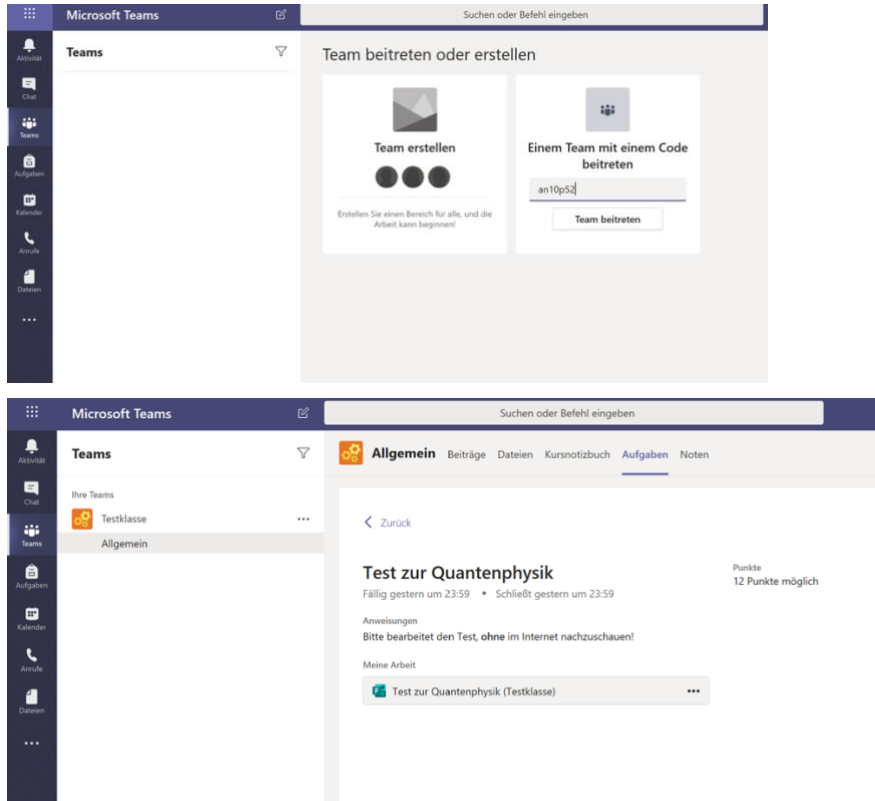 Microsoft Teams
Suchen oder Befehl eingeben
Aktivität
Chat
Teams
Aufgaben
Kalender
Anrufe
Dateien
Teams
Team beitreten oder erstellen
Team erstellen
Erstellen Sie einen Bereich für alle, und die
Arbeit kann beginnen!
Einem Team mit einem Code
beitreten
an10p52
Team beitreten
Microsoft Teams
Suchen oder Befehl eingeben
Aktivität
Chat
Teams
Aufgaben
Kalender
Anrufe
Dateien
Teams
Ihre Teams
Testklasse
Allgemein
Allgemein Beiträge Dateien Kursnotizbuch Aufgaben Noten
Zurück
Test zur Quantenphysik
Fällig gestern um 23:59 • Schließt gestern um 23:59
Punkte
12 Punkte möglich
Anweisungen
Bitte bearbeitet den Test, ohne im Internet nachzuschauen!
Meine Arbeit
Test zur Quantenphysik (Testklasse)